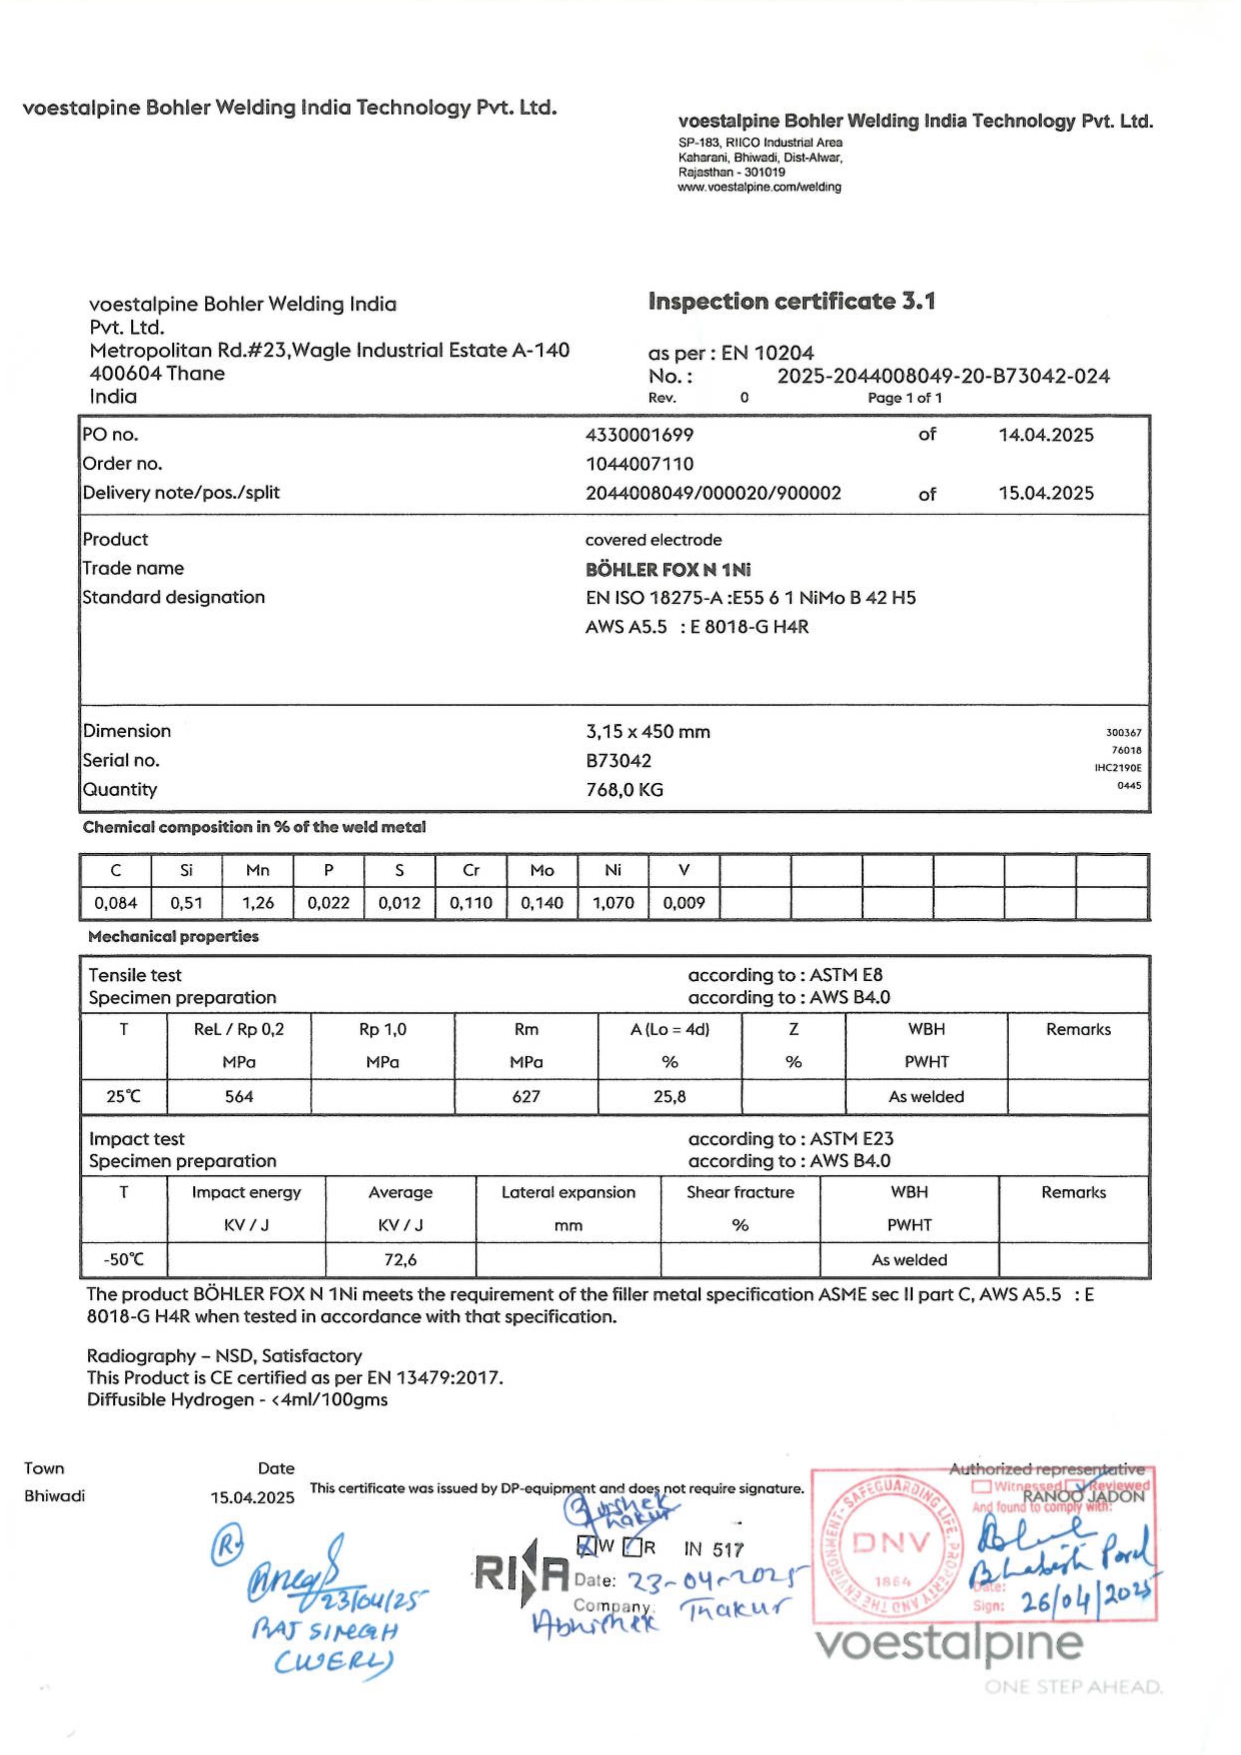 voestalpine Bohler Welding India Technology Pvt. Ltd.
voestalpine Bohler Welding India Technology Pvt. Ltd.
SP-183, RIICO Industrial Area
Kaharani, Bhiwadi, Dist-Alwar,
Rajasthan - 301019
www.voestalpine.com/welding
voestalpine Bohler Welding India
Pvt. Ltd.
Metropolitan Rd.#23,Wagle Industrial Estate A-140
400604 Thane
India
Inspection certificate 3.1
as per : EN 10204
No. : 2025-2044008049-20-B73042-024
Rev. 0 Page 1 of 1
PO no. 4330001699 of 14.04.2025
Order no. 1044007110
Delivery note/pos./split 2044008049/000020/900002 of 15.04.2025
Product covered electrode
Trade name BÖHLER FOX N 1Ni
Standard designation EN ISO 18275-A :E55 6 1 NiMo B 42 H5
AWS A5.5 : E 8018-G H4R
Dimension 3,15 x 450 mm 300367
76018
Serial no. B73042
IHC2190E
Quantity 768,0 KG 0445
Chemical composition in % of the weld metal
C Si Mn P S Cr Mo Ni V
0,084 0,51 1,26 0,022 0,012 0,110 0,140 1,070 0,009
Mechanical properties
Tensile test according to : ASTM E8
Specimen preparation according to : AWS B4.0
T ReL / Rp 0,2 Rp 1,0 Rm A (Lo = 4d) Z WBH Remarks
MPa MPa MPa % % PWHT
25°C 564 627 25,8 As welded
Impact test according to : ASTM E23
Specimen preparation according to : AWS B4.0
T Impact energy Average Lateral expansion Shear fracture WBH Remarks
KV / J KV / J mm % PWHT
-50°C 72,6 As welded
The product BÖHLER FOX N 1Ni meets the requirement of the filler metal specification ASME sec II part C, AWS A5.5 : E
8018-G H4R when tested in accordance with that specification.
Radiography – NSD, Satisfactory
This Product is CE certified as per EN 13479:2017.
Diffusible Hydrogen - <4ml/100gms
Town Date Authorized representative
Bhiwadi 15.04.2025 This certificate was issued by DP-equipment and does not require signature.
RANOO JADON
Witnessed Reviewed
And found to comply with:
SAFEGUARDING LIFE, PROPERTY AND THE ENVIRONMENT
DNV
1864
Date:
Sign: 26/04/2025
R
23/04/25
RAJ SINGH
(WERL)
RINA
W R IN 517
Date: 23-04-2025
Company:
Abhishek Thakur
voestalpine
ONE STEP AHEAD.